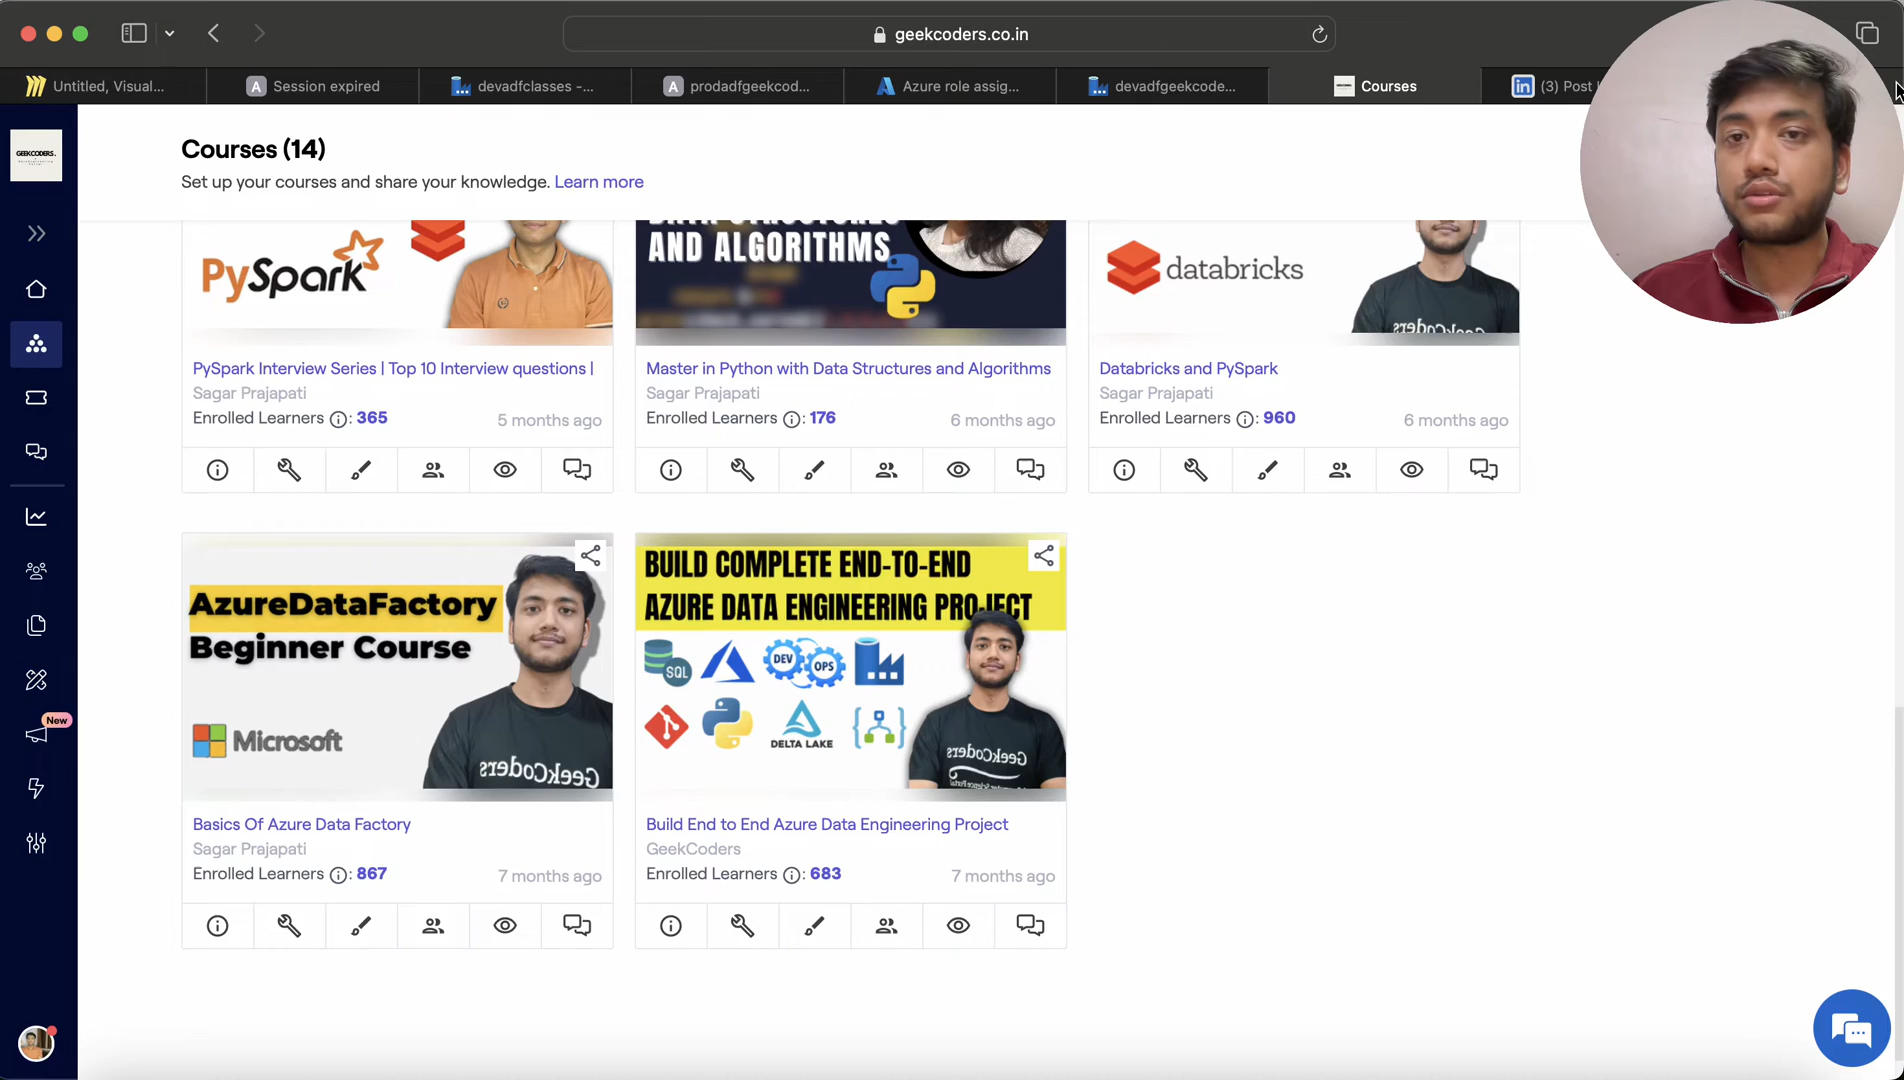 geekcoders.co.in
Untitled, Visual...
Session expired
devadfclasses -...
prodadfgeekcod...
Azure role assig...
devadfgeekcode...
Courses
(3) Post
GEEKCODERS.
Courses (14)
Set up your courses and share your knowledge. Learn more
PySpark
DATA STRUCTURES
AND ALGORITHMS
databricks
GeekCoders
PySpark Interview Series | Top 10 Interview questions |
Sagar Prajapati
Enrolled Learners : 365
5 months ago
Master in Python with Data Structures and Algorithms
Sagar Prajapati
Enrolled Learners : 176
6 months ago
Databricks and PySpark
Sagar Prajapati
Enrolled Learners : 960
6 months ago
AzureDataFactory
Beginner Course
Microsoft
GeekCoders
BUILD COMPLETE END-TO-END
AZURE DATA ENGINEERING PROJECT
SQL
DEV
OPS
DELTA LAKE
GeekCoders
Basics Of Azure Data Factory
Sagar Prajapati
Enrolled Learners : 867
7 months ago
Build End to End Azure Data Engineering Project
GeekCoders
Enrolled Learners : 683
7 months ago
New